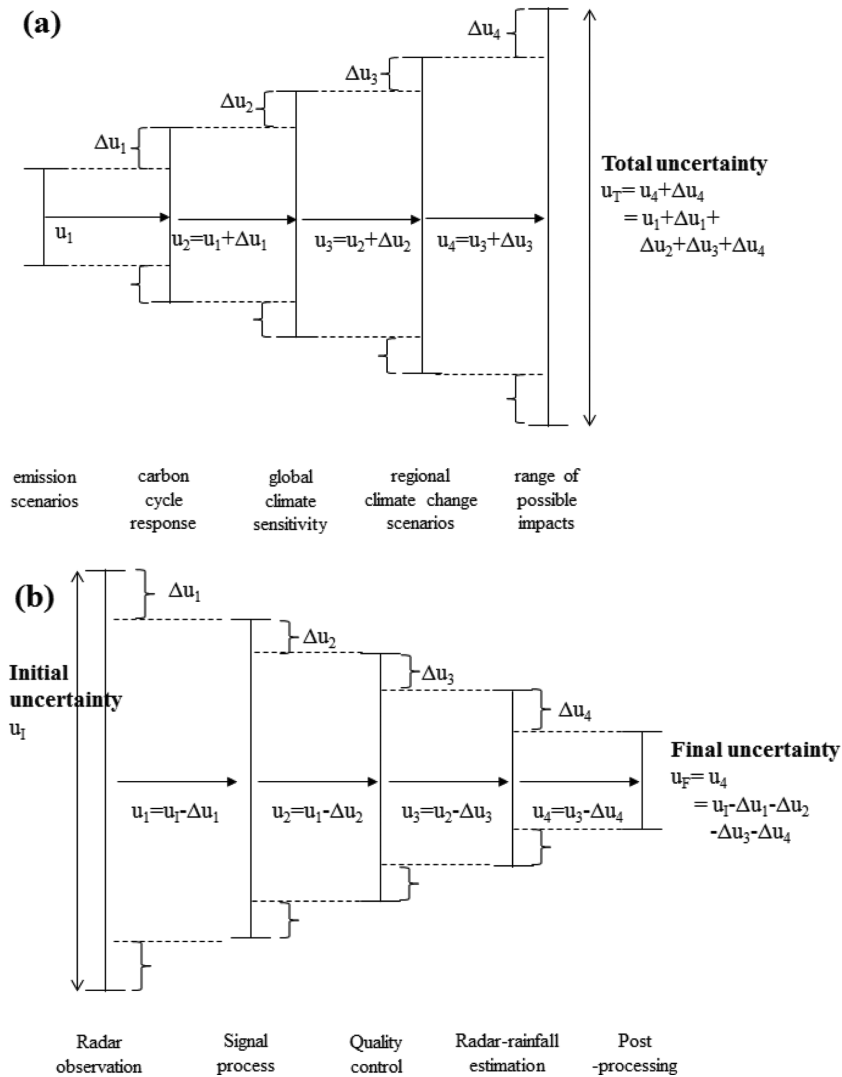 (a)
Δu4
Δu3
Δu2
Δu1
Total uncertainty
uT= u4+Δu4
= u1+Δu1+
Δu2+Δu3+Δu4
u1
u2=u1+Δu1
u3=u2+Δu2
u4=u3+Δu3
emission
scenarios
carbon
cycle
response
global
climate
sensitivity
regional
climate change
scenarios
range of
possible
impacts
(b)
Δu1
Δu2
Δu3
Δu4
Initial
uncertainty
uI
Final uncertainty
uF= u4
= uI-Δu1-Δu2
-Δu3-Δu4
u1=uI-Δu1
u2=u1-Δu2
u3=u2-Δu3
u4=u3-Δu4
Radar
observation
Signal
process
Quality
control
Radar-rainfall
estimation
Post
-processing